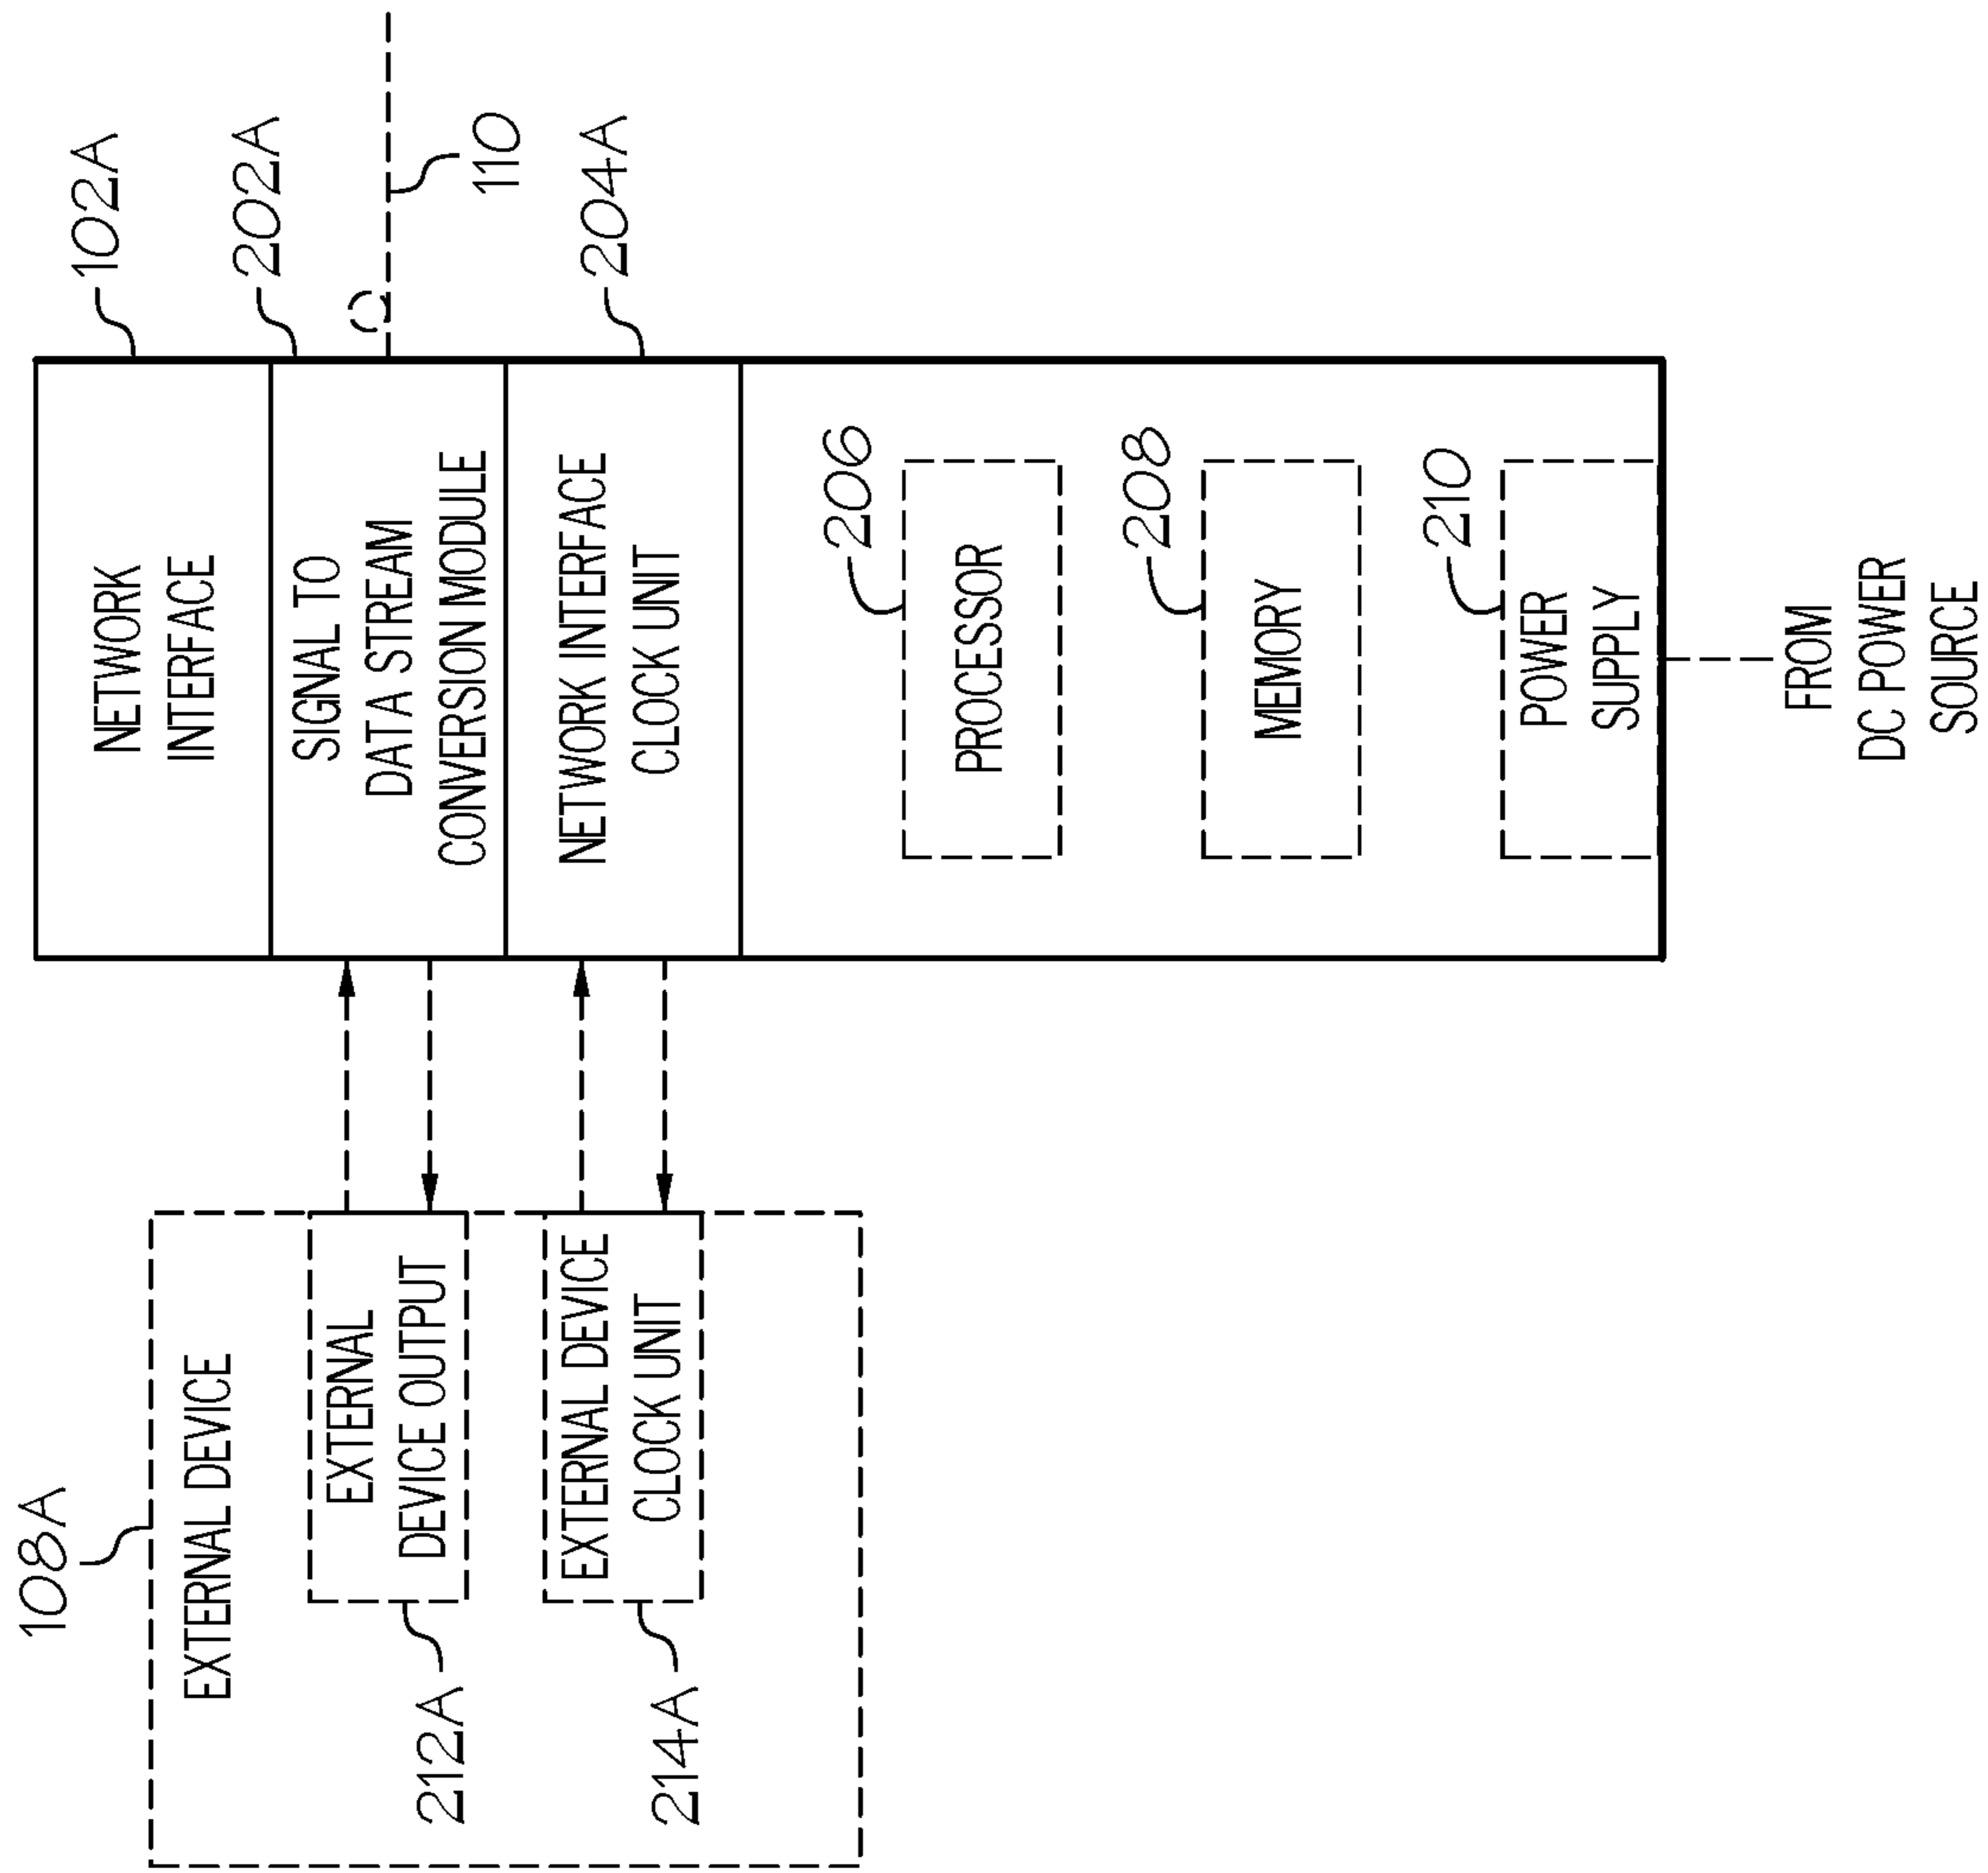 108A
EXTERNAL DEVICE
EXTERNAL
DEVICE OUTPUT
212A
EXTERNAL DEVICE
CLOCK UNIT
214A
102A
NETWORK
INTERFACE
202A
SIGNAL TO
DATA STREAM
CONVERSION MODULE
110
204A
NETWORK INTERFACE
CLOCK UNIT
206
PROCESSOR
208
MEMORY
210
POWER
SUPPLY
FROM
DC POWER
SOURCE